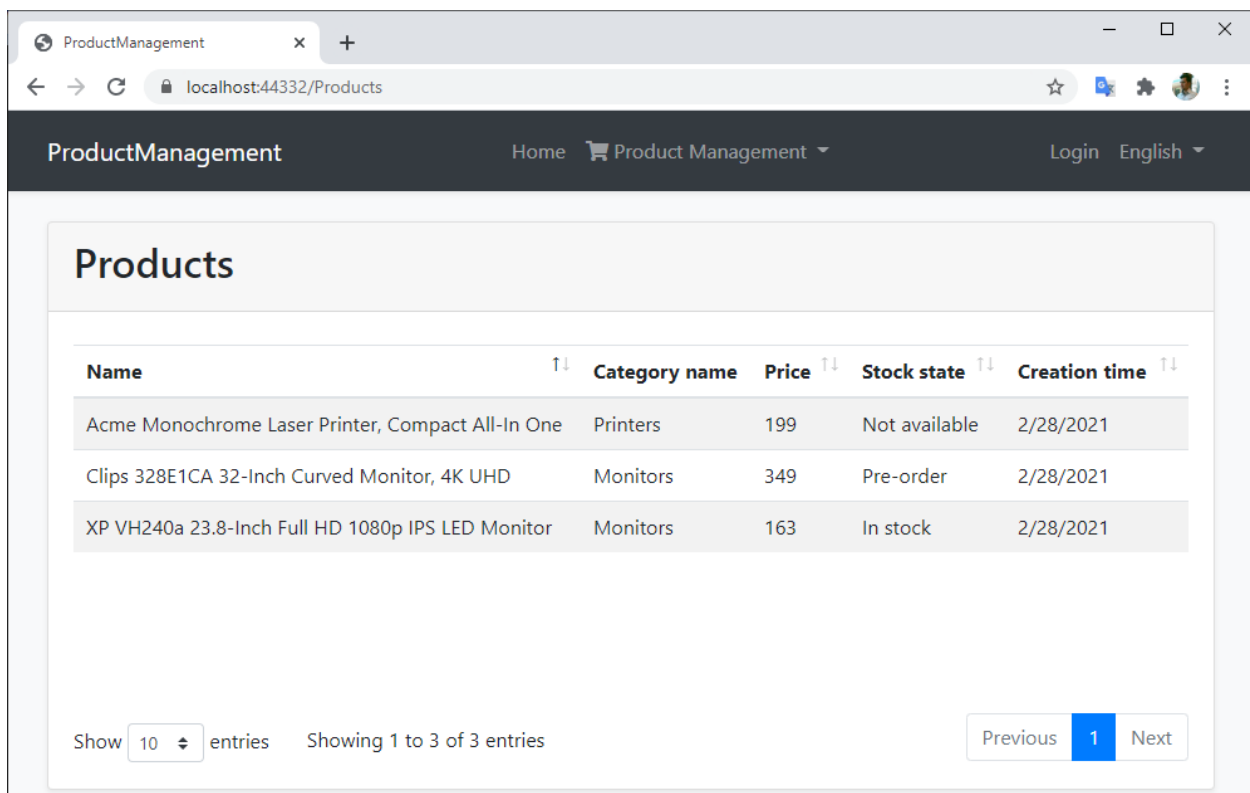 ProductManagement
localhost:44332/Products
ProductManagement Home Product Management Login English
Products
Name Category name Price Stock state Creation time
Acme Monochrome Laser Printer, Compact All-In One Printers 199 Not available 2/28/2021
Clips 328E1CA 32-Inch Curved Monitor, 4K UHD Monitors 349 Pre-order 2/28/2021
XP VH240a 23.8-Inch Full HD 1080p IPS LED Monitor Monitors 163 In stock 2/28/2021
Show 10 entries Showing 1 to 3 of 3 entries Previous 1 Next